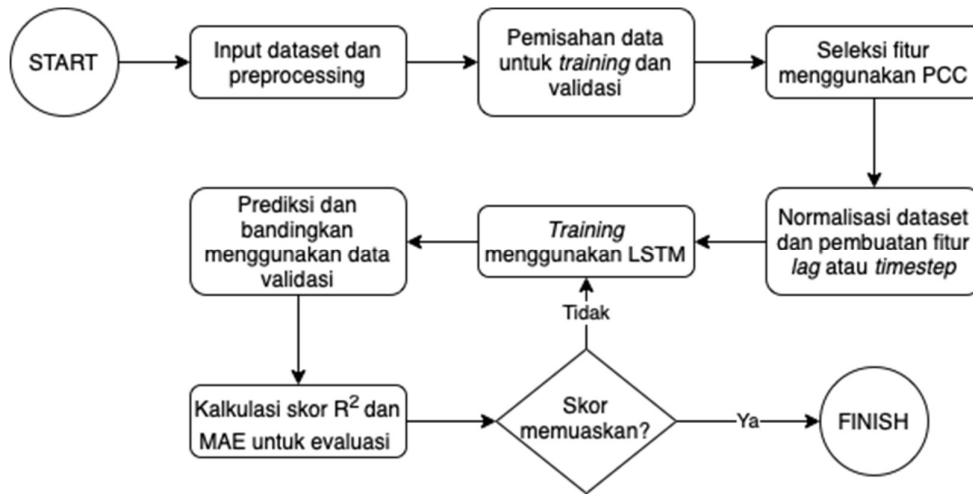 START
Input dataset dan
preprocessing
Pemisahan data
untuk training dan
validasi
Seleksi fitur
menggunakan PCC
Normalisasi dataset
dan pembuatan fitur
lag atau timestep
Training
menggunakan LSTM
Prediksi dan
bandingkan
menggunakan data
validasi
Kalkulasi skor R² dan
MAE untuk evaluasi
Skor
memuaskan?
Tidak
Ya
FINISH